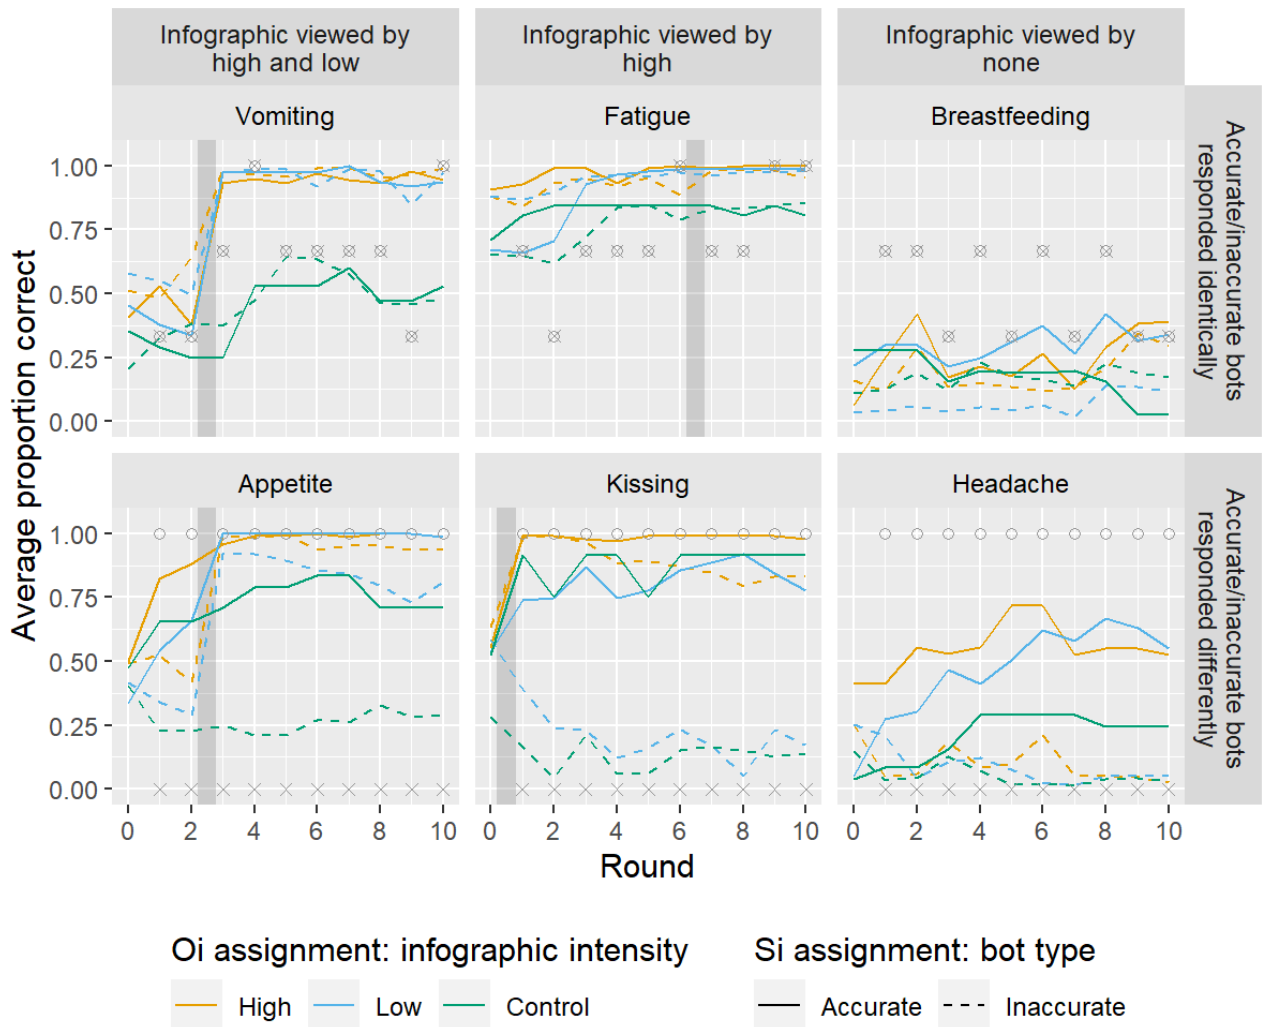 Infographic viewed by
high and low
Infographic viewed by
high
Infographic viewed by
none
Vomiting
Fatigue
Breastfeeding
1.00
0.75
0.50
0.25
0.00
Accurate/inaccurate bots
responded identically
Average proportion correct
Appetite
Kissing
Headache
1.00
0.75
0.50
0.25
0.00
Accurate/inaccurate bots
responded differently
0 2 4 6 8 10
0 2 4 6 8 10
0 2 4 6 8 10
Round
Oi assignment: infographic intensity
High Low Control
Si assignment: bot type
Accurate Inaccurate